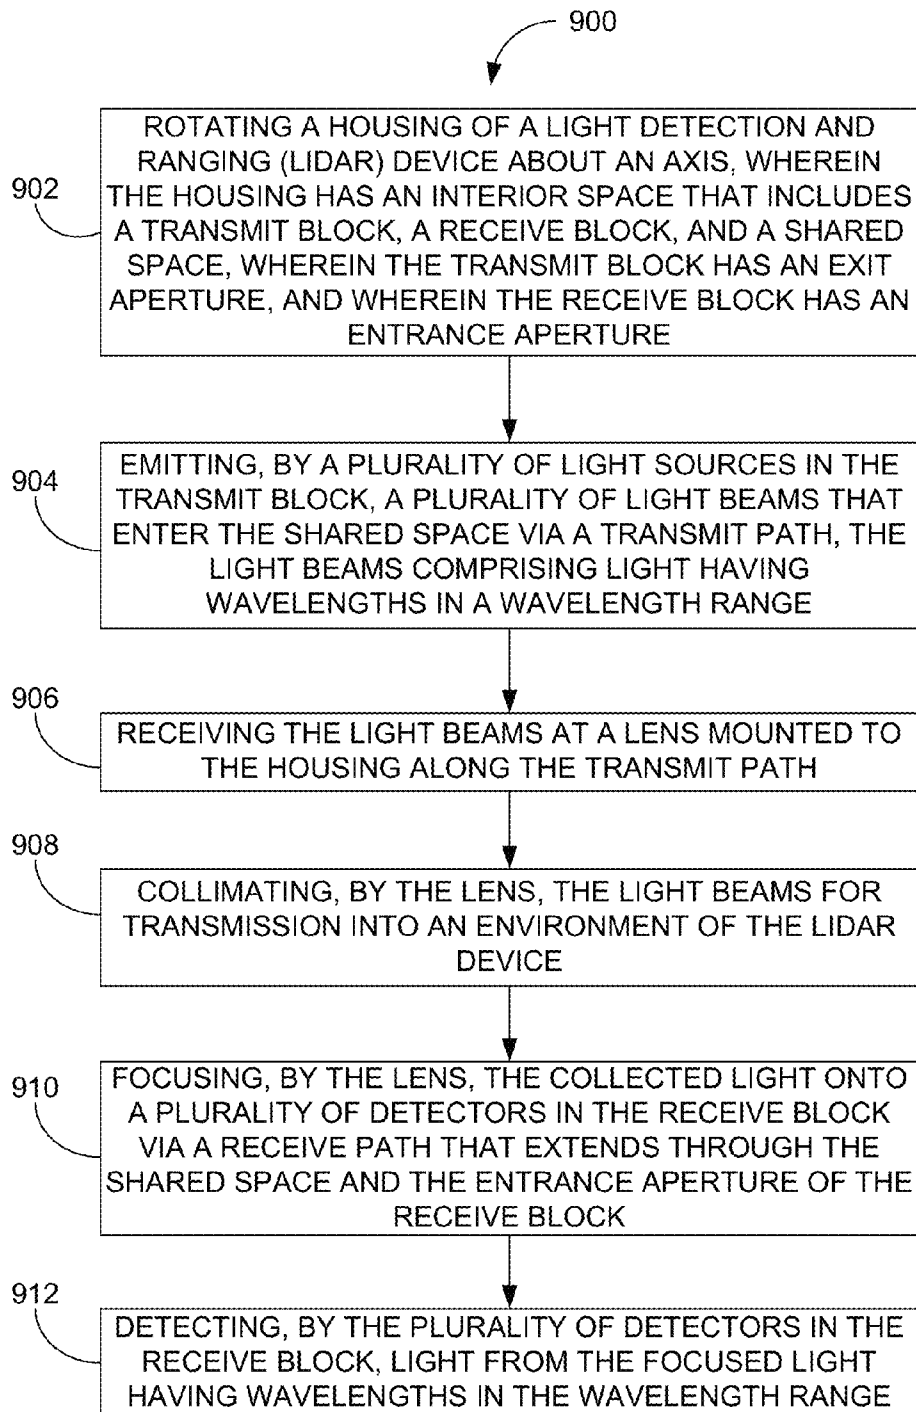 900
902
ROTATING A HOUSING OF A LIGHT DETECTION AND
RANGING (LIDAR) DEVICE ABOUT AN AXIS, WHEREIN
THE HOUSING HAS AN INTERIOR SPACE THAT INCLUDES
A TRANSMIT BLOCK, A RECEIVE BLOCK, AND A SHARED
SPACE, WHEREIN THE TRANSMIT BLOCK HAS AN EXIT
APERTURE, AND WHEREIN THE RECEIVE BLOCK HAS AN
ENTRANCE APERTURE
904
EMITTING, BY A PLURALITY OF LIGHT SOURCES IN THE
TRANSMIT BLOCK, A PLURALITY OF LIGHT BEAMS THAT
ENTER THE SHARED SPACE VIA A TRANSMIT PATH, THE
LIGHT BEAMS COMPRISING LIGHT HAVING
WAVELENGTHS IN A WAVELENGTH RANGE
906
RECEIVING THE LIGHT BEAMS AT A LENS MOUNTED TO
THE HOUSING ALONG THE TRANSMIT PATH
908
COLLIMATING, BY THE LENS, THE LIGHT BEAMS FOR
TRANSMISSION INTO AN ENVIRONMENT OF THE LIDAR
DEVICE
910
FOCUSING, BY THE LENS, THE COLLECTED LIGHT ONTO
A PLURALITY OF DETECTORS IN THE RECEIVE BLOCK
VIA A RECEIVE PATH THAT EXTENDS THROUGH THE
SHARED SPACE AND THE ENTRANCE APERTURE OF THE
RECEIVE BLOCK
912
DETECTING, BY THE PLURALITY OF DETECTORS IN THE
RECEIVE BLOCK, LIGHT FROM THE FOCUSED LIGHT
HAVING WAVELENGTHS IN THE WAVELENGTH RANGE